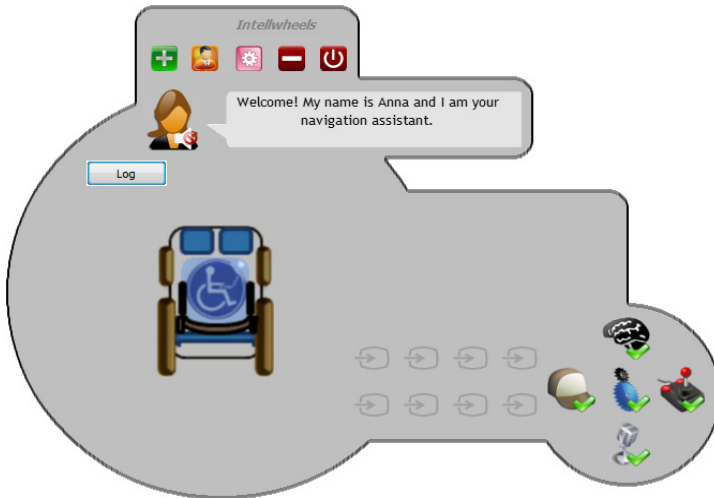 Intellwheels
Welcome! My name is Anna and I am your
navigation assistant.
Log